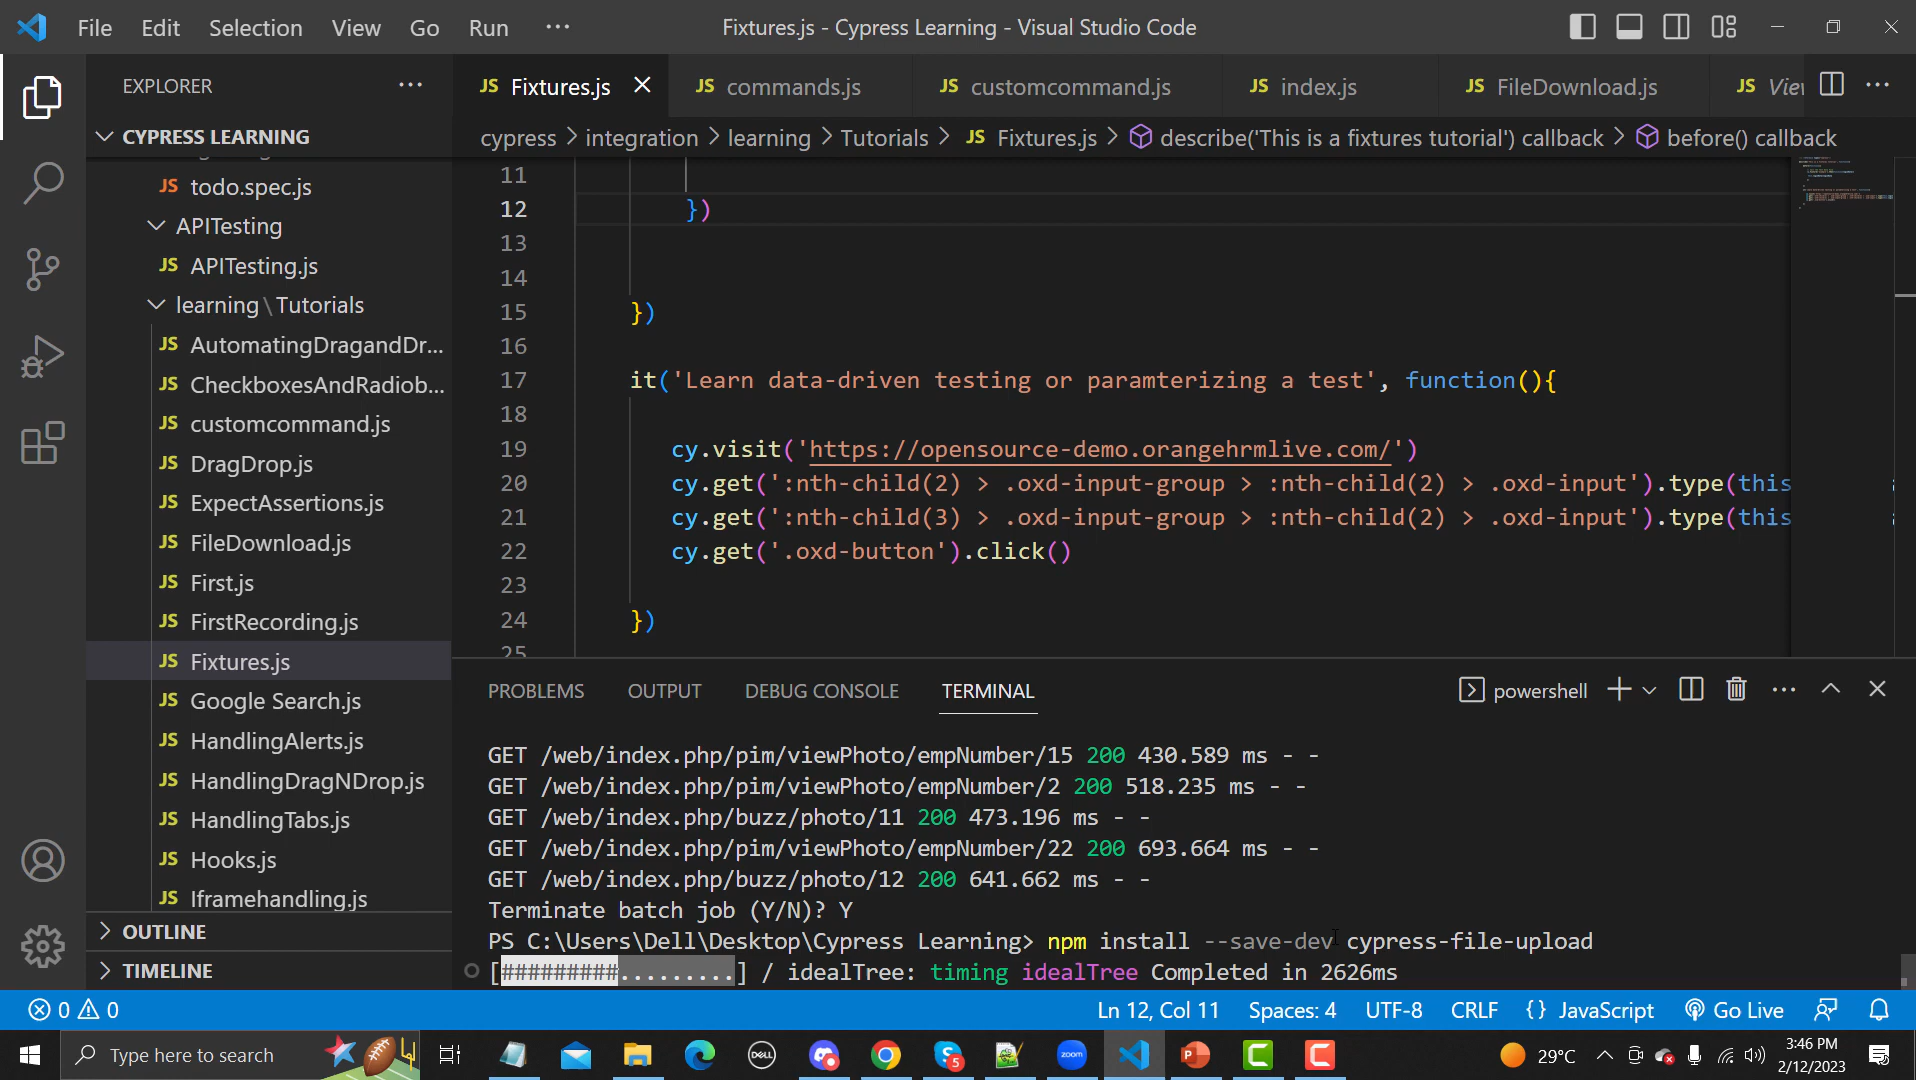 File Edit Selection View Go Run ··· Fixtures.js - Cypress Learning - Visual Studio Code
EXPLORER ···
CYPRESS LEARNING
JS todo.spec.js
APITesting
JS APITesting.js
learning\Tutorials
JS AutomatingDragandDr...
JS CheckboxesAndRadiob...
JS customcommand.js
JS DragDrop.js
JS ExpectAssertions.js
JS FileDownload.js
JS First.js
JS FirstRecording.js
JS Fixtures.js
JS Google Search.js
JS HandlingAlerts.js
JS HandlingDragNDrop.js
JS HandlingTabs.js
JS Hooks.js
JS Iframehandling.js
OUTLINE
TIMELINE
JS Fixtures.js JS commands.js JS customcommand.js JS index.js JS FileDownload.js JS
cypress > integration > learning > Tutorials > JS Fixtures.js > describe('This is a fixtures tutorial') callback > before() callback
11
12 })
13
14
15 })
16
17 it('Learn data-driven testing or paramterizing a test', function(){
18
19 cy.visit('https://opensource-demo.orangehrmlive.com/')
20 cy.get(':nth-child(2) > .oxd-input-group > :nth-child(2) > .oxd-input').type(this
21 cy.get(':nth-child(3) > .oxd-input-group > :nth-child(2) > .oxd-input').type(this
22 cy.get('.oxd-button').click()
23
24 })
25
PROBLEMS OUTPUT DEBUG CONSOLE TERMINAL powershell
GET /web/index.php/pim/viewPhoto/empNumber/15 200 430.589 ms - -
GET /web/index.php/pim/viewPhoto/empNumber/2 200 518.235 ms - -
GET /web/index.php/buzz/photo/11 200 473.196 ms - -
GET /web/index.php/pim/viewPhoto/empNumber/22 200 693.664 ms - -
GET /web/index.php/buzz/photo/12 200 641.662 ms - -
Terminate batch job (Y/N)? Y
PS C:\Users\Dell\Desktop\Cypress Learning> npm install --save-dev cypress-file-upload
[#########.........] / idealTree: timing idealTree Completed in 2626ms
0 0 Ln 12, Col 11 Spaces: 4 UTF-8 CRLF {} JavaScript Go Live
Type here to search DELL 5 zoom 29°C 3:46 PM
2/12/2023